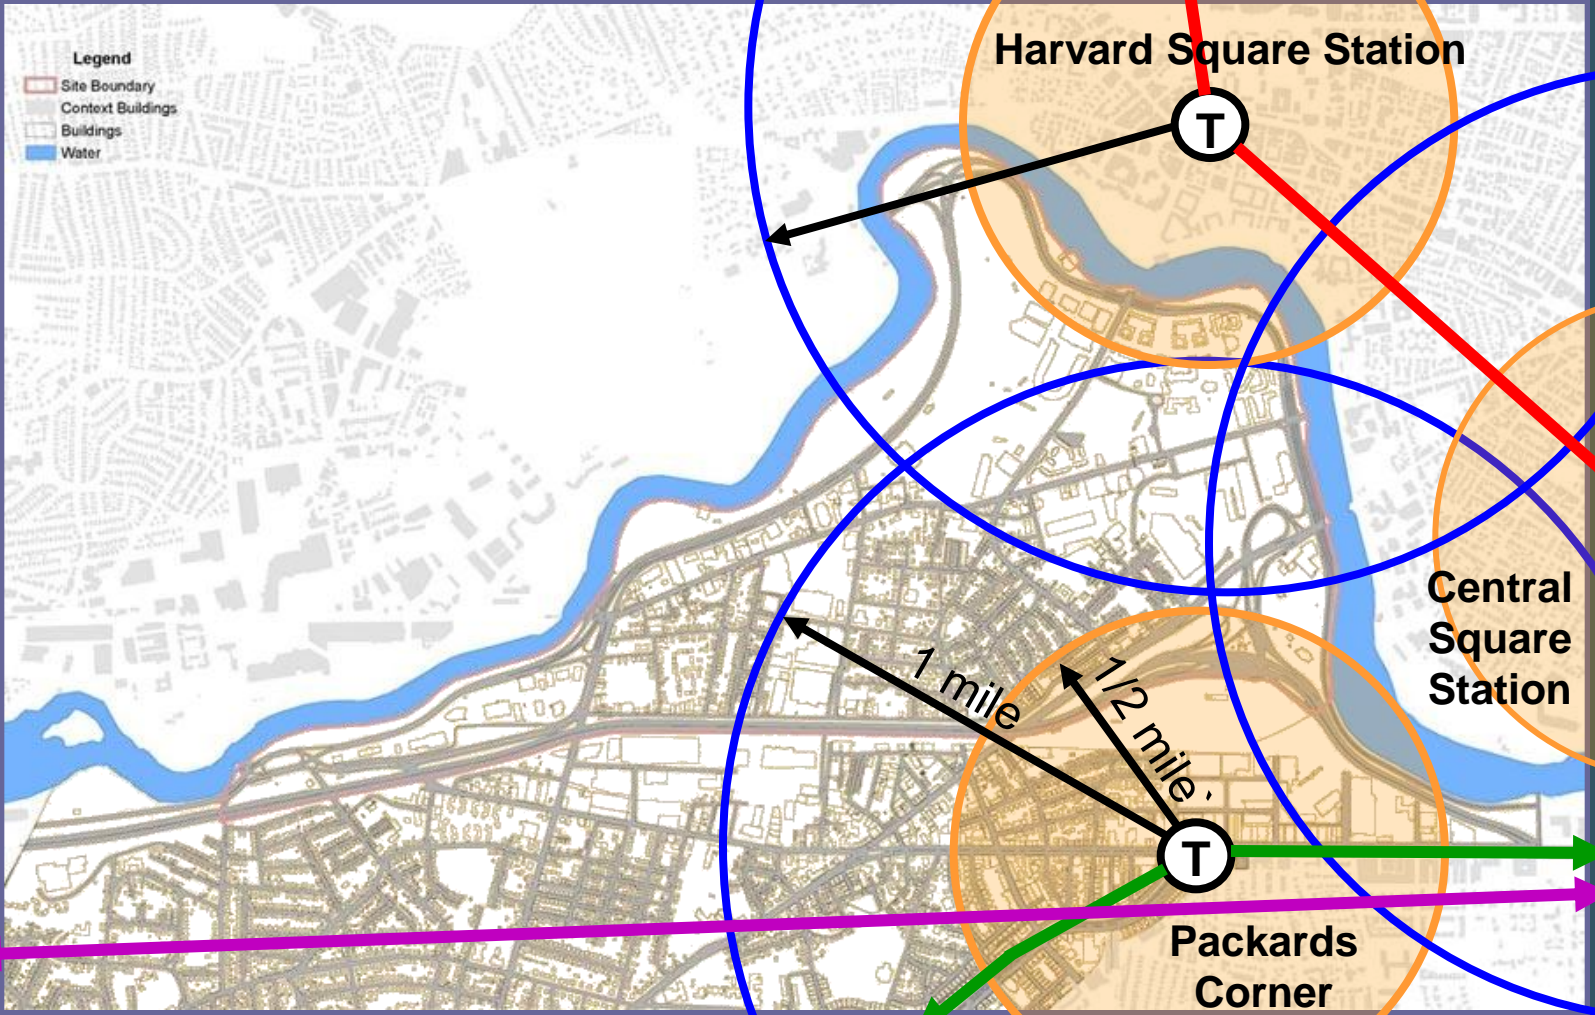 Legend
Site Boundary
Context Buildings
Buildings
Water
Harvard Square Station
T
Central
Square
Station
1 mile
1/2 mile
T
Packards
Corner